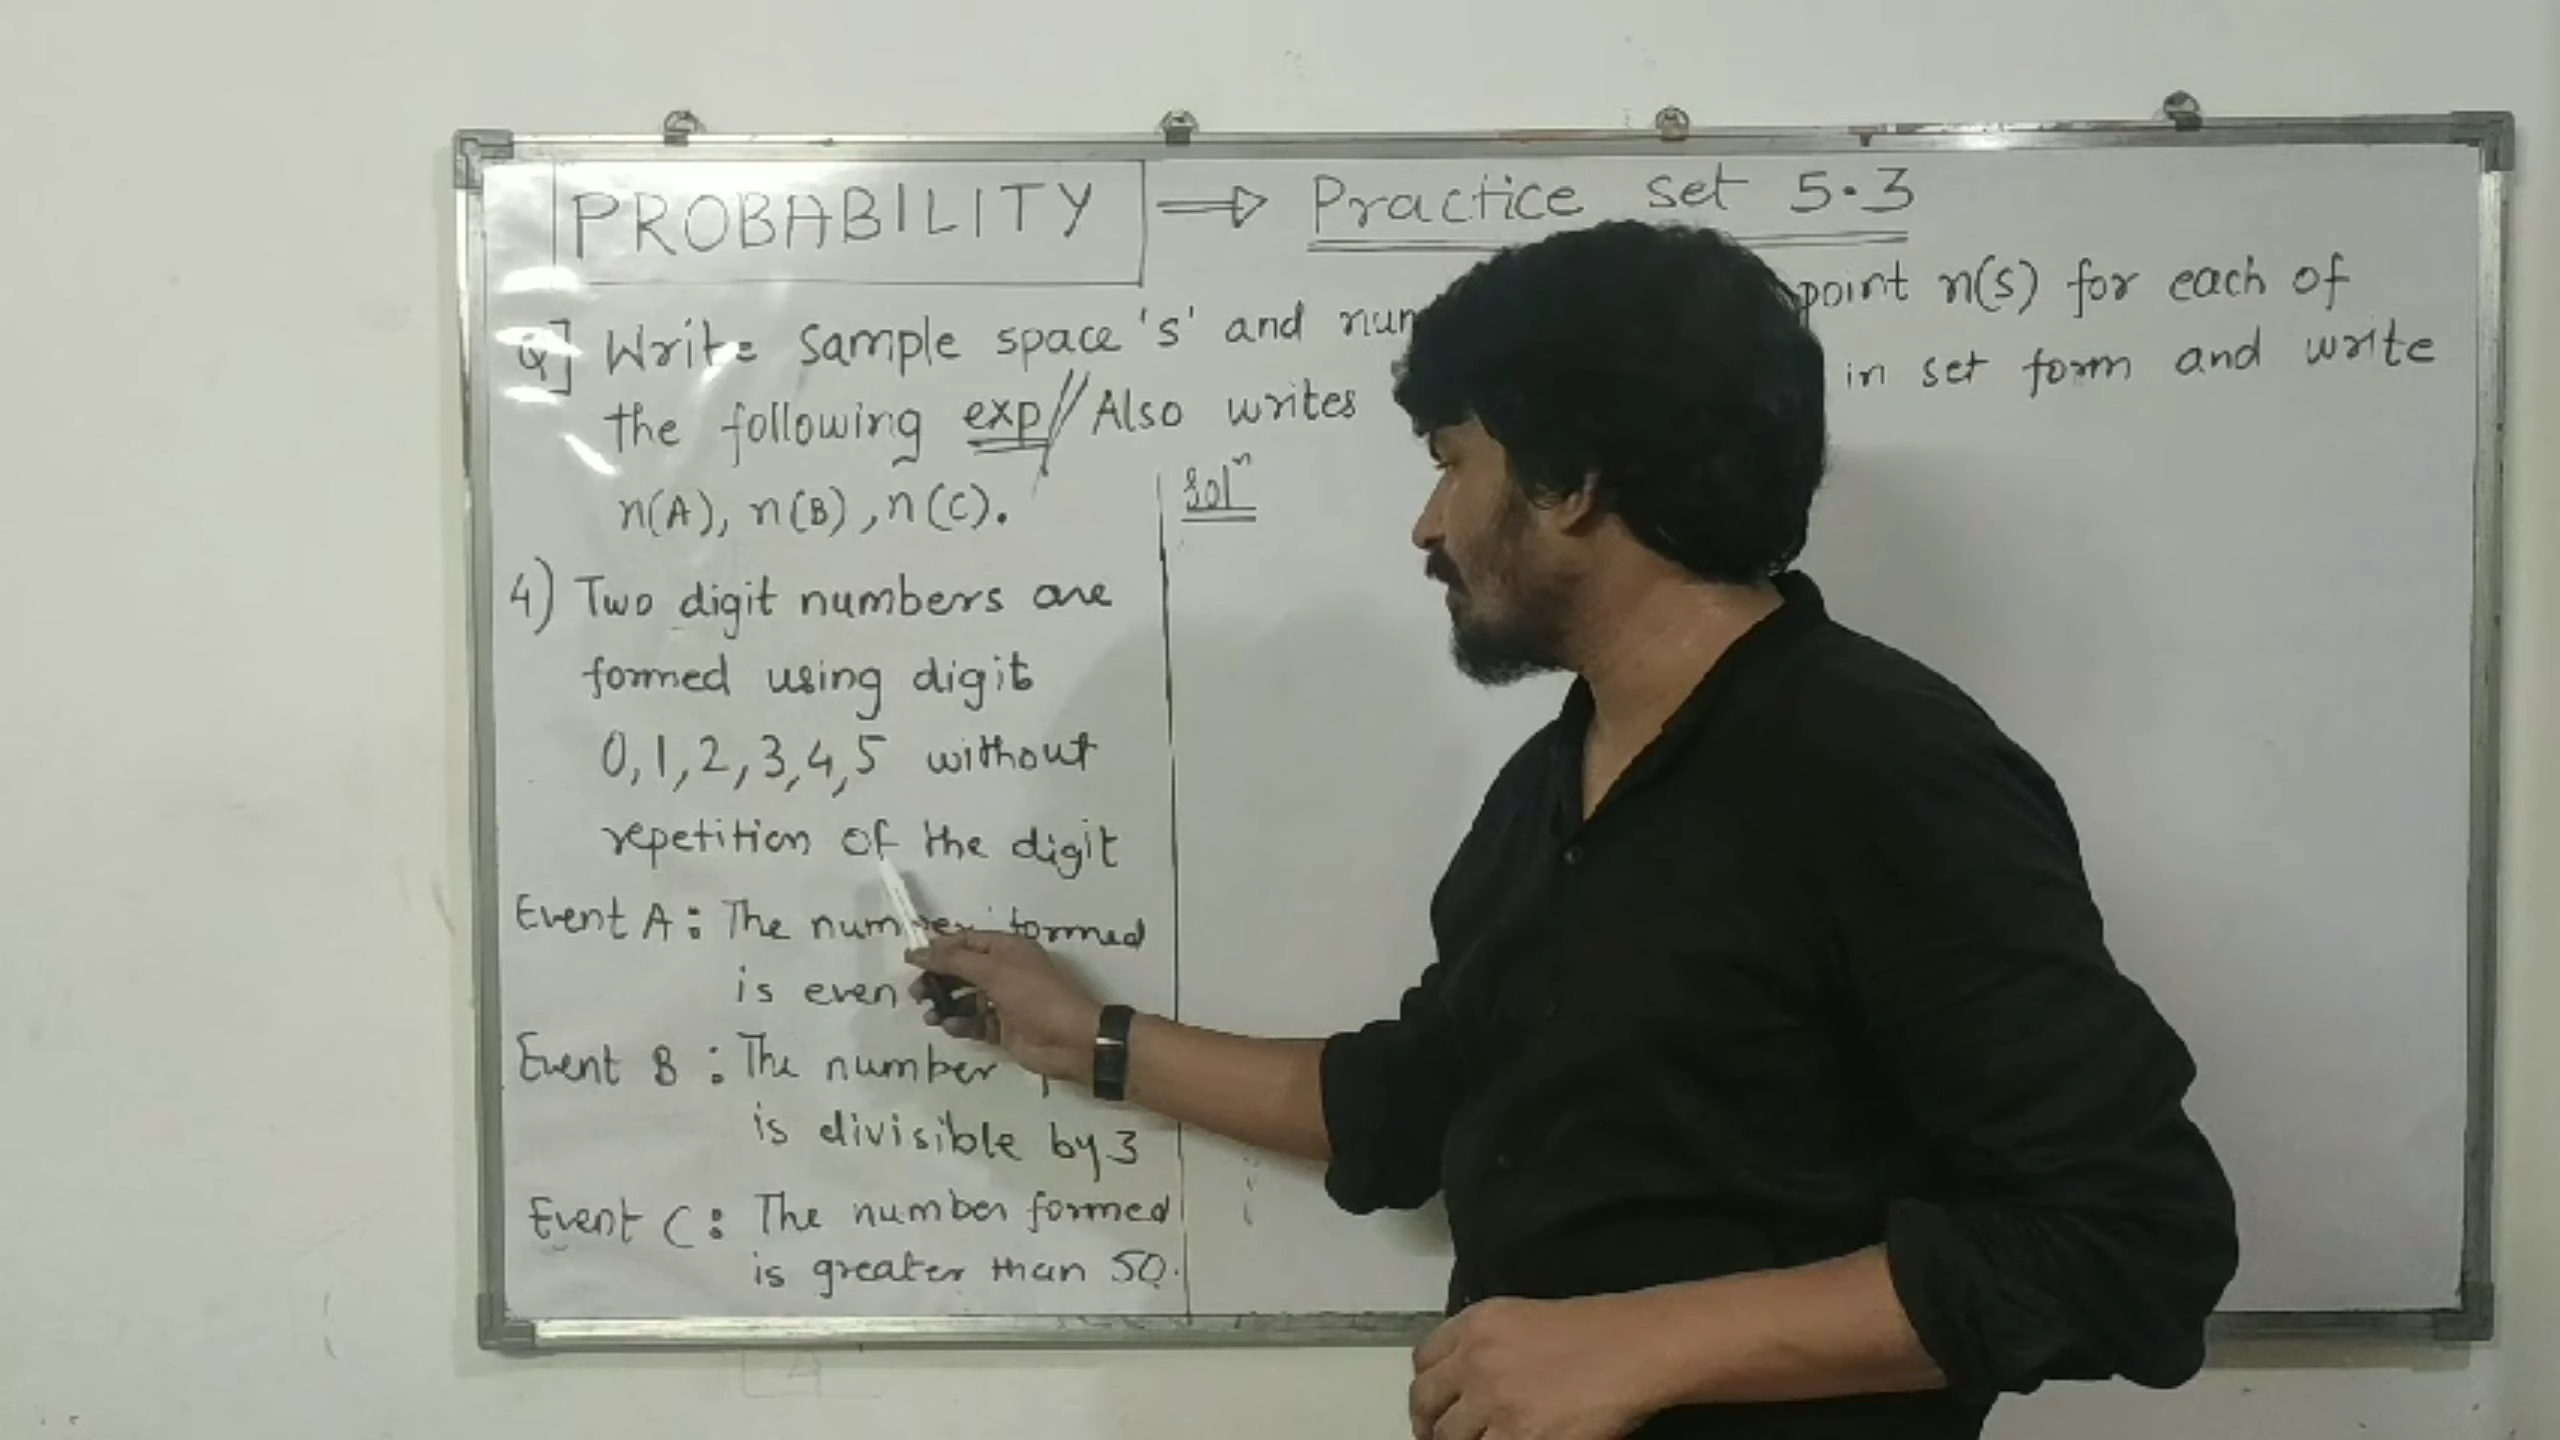 PROBABILITY ⇒ Practice set 5.3
Q] Write sample space 's' and num point n(s) for each of
the following exp // Also writes in set form and write
n(A), n(B), n(C).
Solⁿ
4) Two digit numbers are
formed using digit
0,1,2,3,4,5 without
repetition of the digit
Event A: The number formed
is even
Event B: The number
is divisible by 3
Event C: The number formed
is greater than 50.